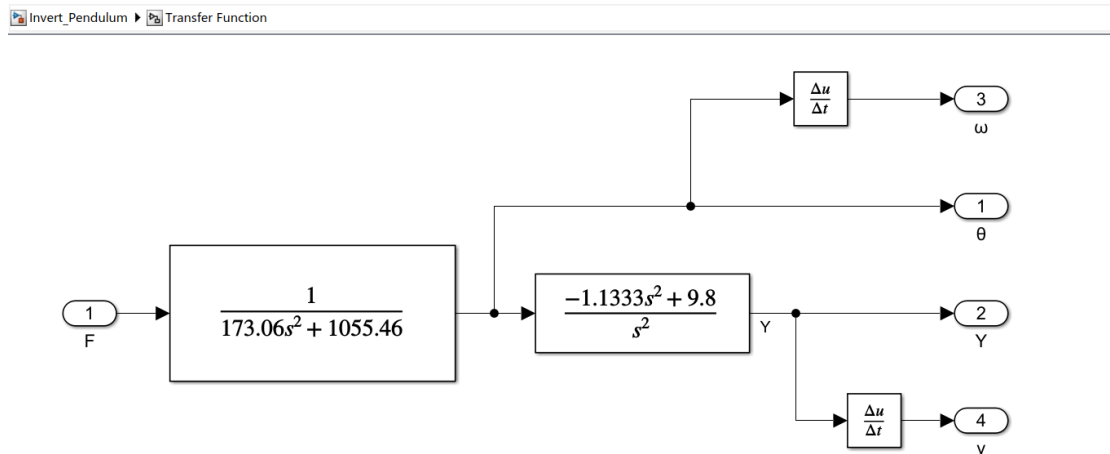 Invert_Pendulum Transfer Function
Δu
Δt
3
ω
1
θ
1
F
1
173.06s² + 1055.46
−1.1333s² + 9.8
s²
Y
2
Y
Δu
Δt
4
v